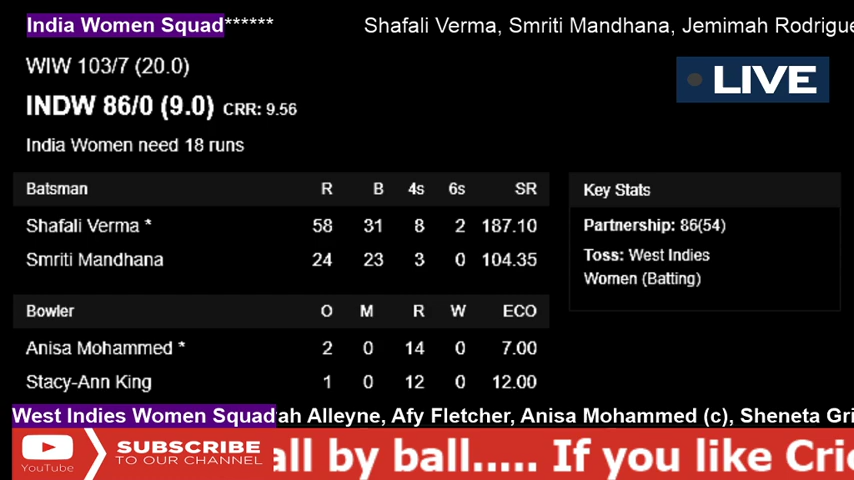 India Women Squad******
Shafali Verma, Smriti Mandhana, Jemimah Rodrigue
WIW 103/7 (20.0)
LIVE
INDW 86/0 (9.0) CRR: 9.56
India Women need 18 runs
Batsman R B 4s 6s SR
Shafali Verma * 58 31 8 2 187.10
Smriti Mandhana 24 23 3 0 104.35
Key Stats
Partnership: 86(54)
Toss: West Indies
Women (Batting)
Bowler O M R W ECO
Anisa Mohammed * 2 0 14 0 7.00
Stacy-Ann King 1 0 12 0 12.00
West Indies Women Squad ah Alleyne, Afy Fletcher, Anisa Mohammed (c), Sheneta Gri
YouTube
SUBSCRIBE
TO OUR CHANNEL
all by ball..... If you like Cric